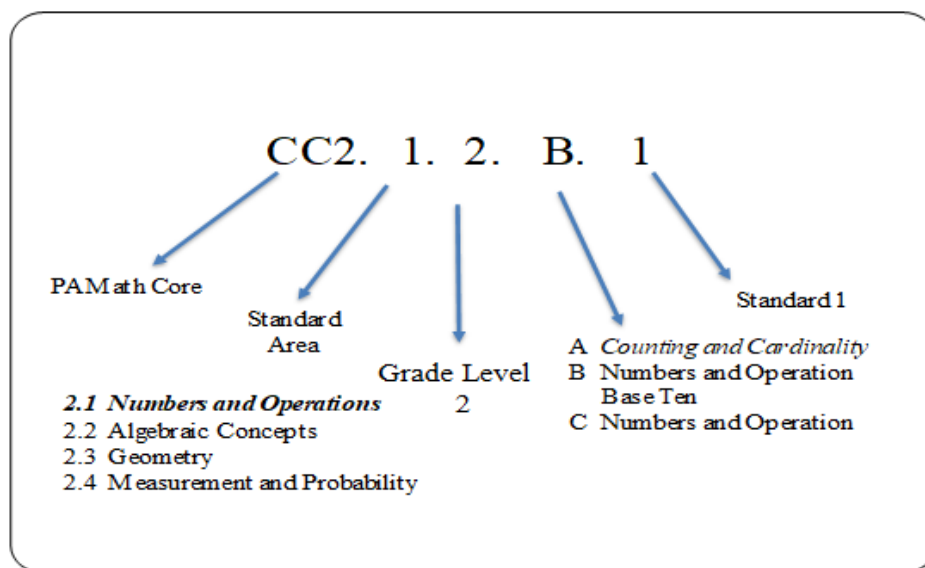 CC2. 1. 2. B. 1
PAMath Core
Standard
Area
Grade Level
2
Standard 1
2.1 Numbers and Operations
2.2 Algebraic Concepts
2.3 Geometry
2.4 Measurement and Probability
A Counting and Cardinality
B Numbers and Operation
Base Ten
C Numbers and Operation